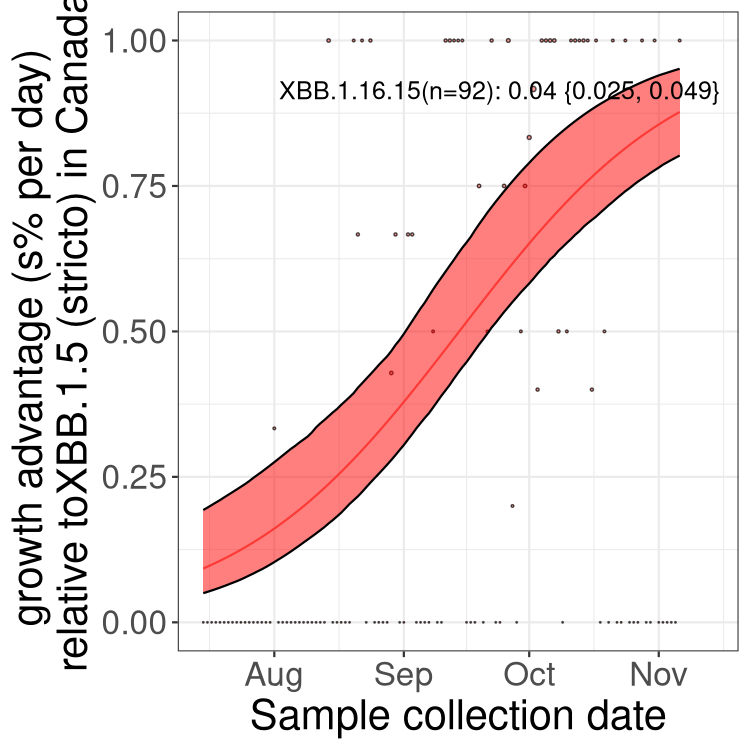 growth advantage (s% per day)
relative toXBB.1.5 (stricto) in Canada
1.00
XBB.1.16.15(n=92): 0.04 {0.025, 0.049}
0.75
0.50
0.25
0.00
Aug Sep Oct Nov
Sample collection date